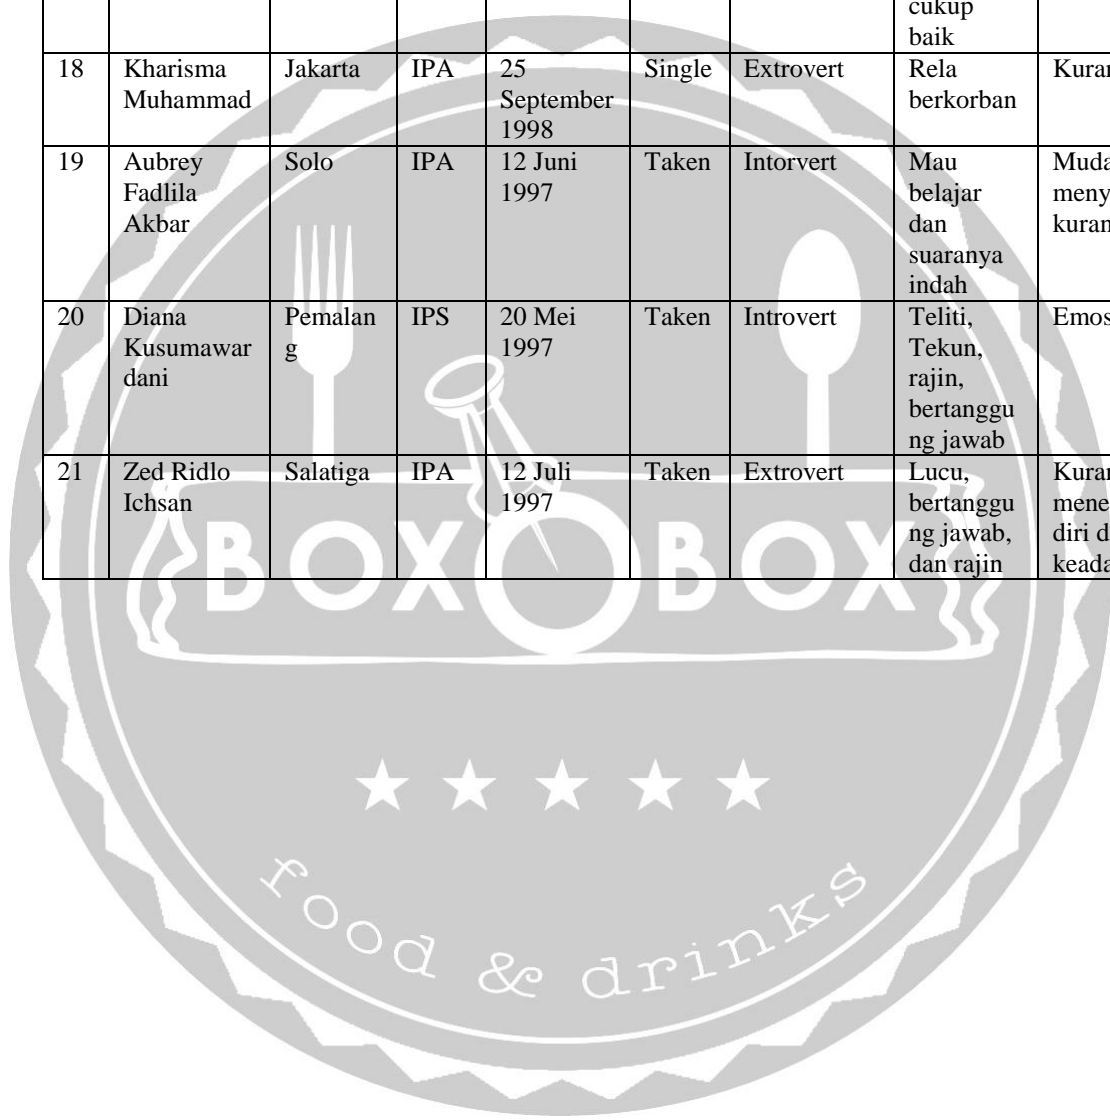 cukup
baik
18 Kharisma Jakarta IPA 25 Single Extrovert Rela
Muhammad September berkorban
1998
19 Aubrey Solo IPA 12 Juni Taken Intorvert Mau
Fadlila 1997 belajar
Akbar dan
suaranya
indah
20 Diana Pemalan IPS 20 Mei Taken Introvert Teliti,
Kusumawar g 1997 Tekun,
dani rajin,
bertanggu
ng jawab
21 Zed Ridlo Salatiga IPA 12 Juli Taken Extrovert Lucu,
Ichsan 1997 bertanggu
ng jawab,
dan rajin
BOX BOX
food & drinks